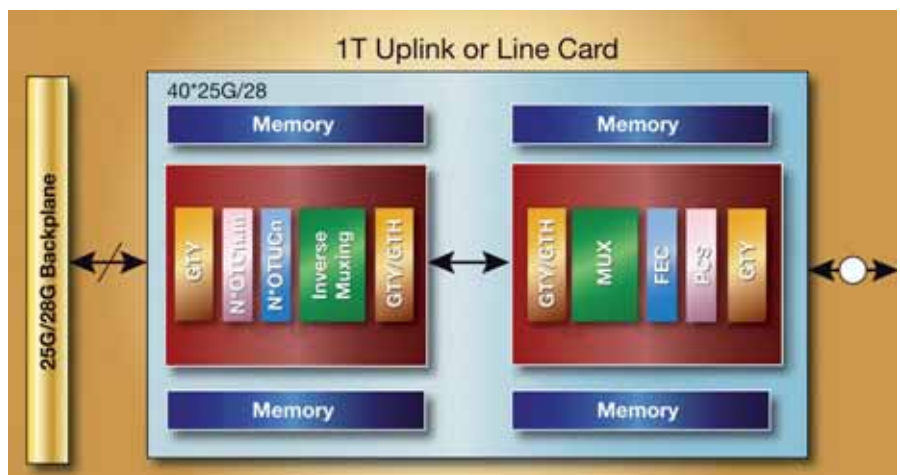 1T Uplink or Line Card
25G/28G Backplane
40*25G/28
Memory
Memory
GTY
N*OTUCn
Inverse
Muxing
GTY/GTH
GTY/GTH
MUX
FEC
PCS
GTY
Memory
Memory